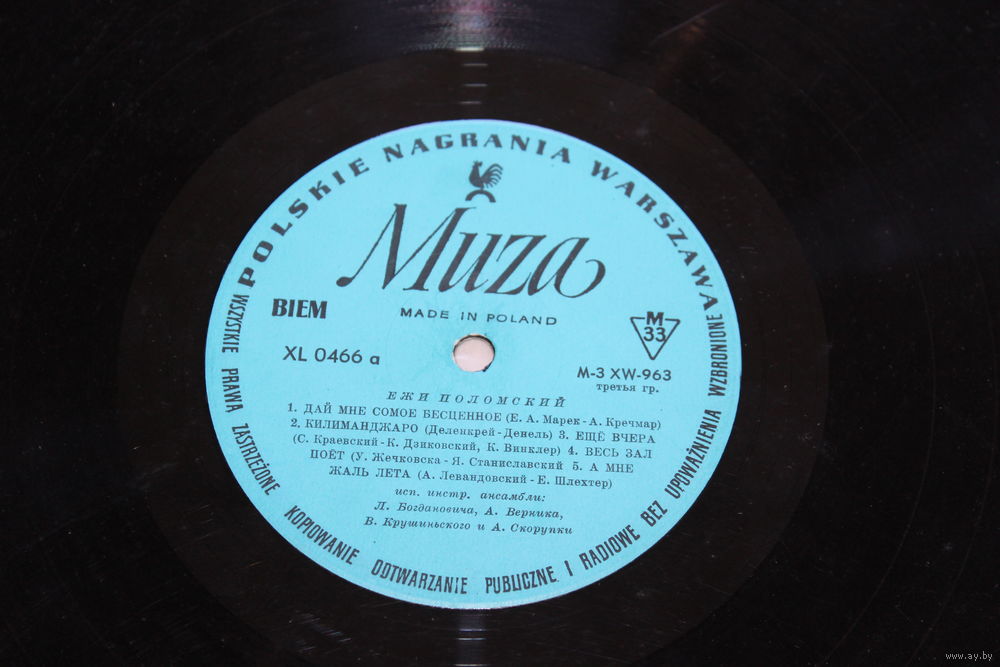 POLSKIE NAGRANIA WARSZAWA
Muza
MADE IN POLAND
BIEM
M
33
XL 0466 a
M-3 XW-963
третья гр.
ЕЖИ ПОЛОМСКИЙ
1. ДАЙ МНЕ СОМОЕ БЕСЦЕННОЕ (Е. А. Марек-А. Кречмар)
2. КИЛИМАНДЖАРО (Деленкрей-Денель) 3. ЕЩЁ ВЧЕРА
(С. Краевский-К. Дзиковский, К. Винклер) 4. ВЕСЬ ЗАЛ
ПОЁТ (У. Жечковска-Я. Станиславский 5. А МНЕ
ЖАЛЬ ЛЕТА (А. Левандовский-Е. Шлехтер)
исп. инстр. ансамбли:
Л. Богдановича, А. Верника,
В. Крушиньского и А. Скорупки
WSZYSTKIE PRAWA ZASTRZEŻONE KOPIOWANIE ODTWARZANIE PUBLICZNE I RADIOWE BEZ UPOWAŻNIENIA WZBRONIONE
www.ay.by